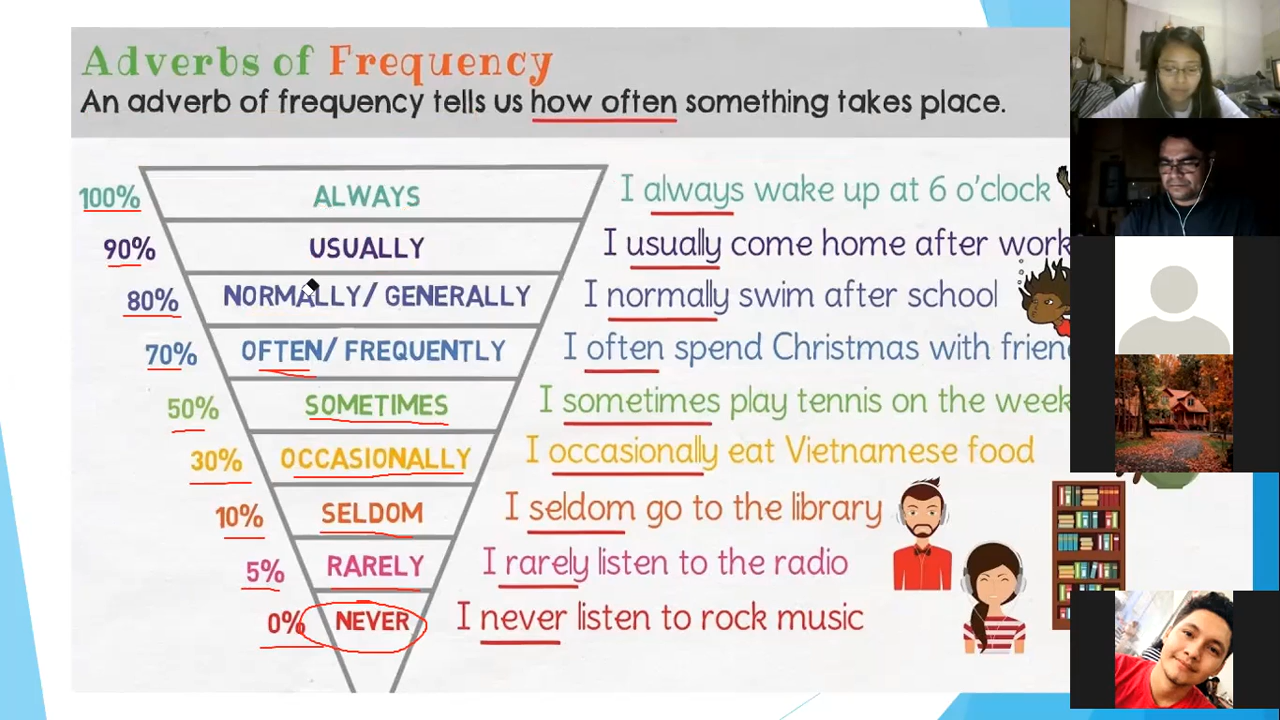 Adverbs of Frequency
An adverb of frequency tells us how often something takes place.
100% ALWAYS I always wake up at 6 o'clock
90% USUALLY I usually come home after work
80% NORMALLY/ GENERALLY I normally swim after school
70% OFTEN/ FREQUENTLY I often spend Christmas with
50% SOMETIMES I sometimes play tennis on the week
30% OCCASIONALLY I occasionally eat Vietnamese food
10% SELDOM I seldom go to the library
5% RARELY I rarely listen to the radio
0% NEVER I never listen to rock music